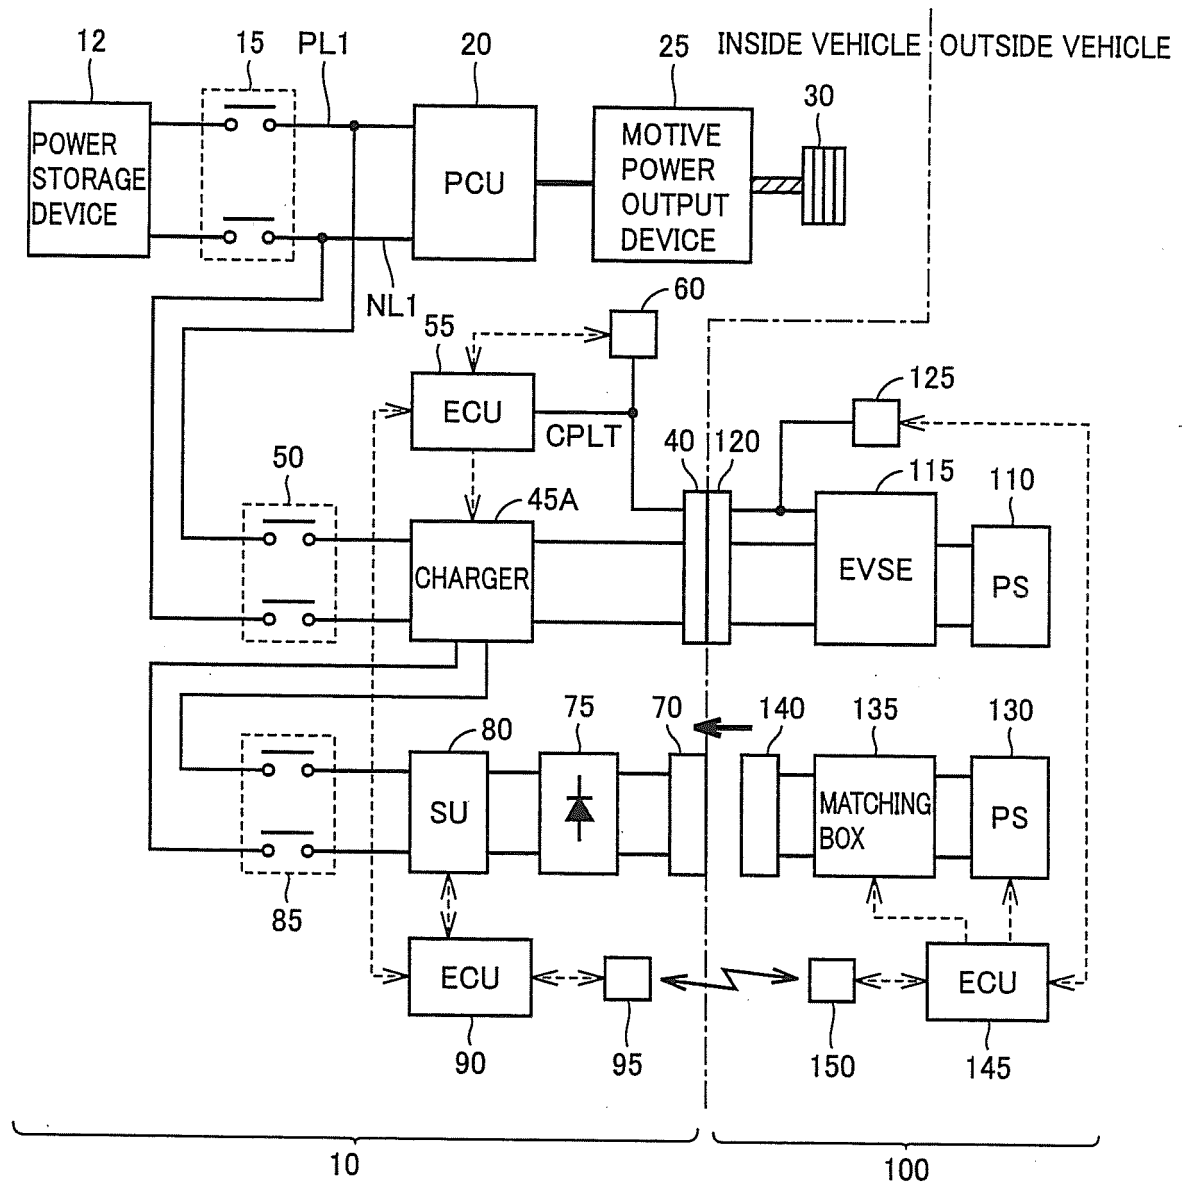 INSIDE VEHICLE
OUTSIDE VEHICLE
12
15
PL1
20
25
30
POWER
STORAGE
DEVICE
PCU
MOTIVE
POWER
OUTPUT
DEVICE
NL1
60
55
ECU
CPLT
125
40
120
115
110
50
45A
CHARGER
EVSE
PS
80
75
70
140
135
130
SU
MATCHING
BOX
PS
85
ECU
ECU
90
95
150
145
10
100